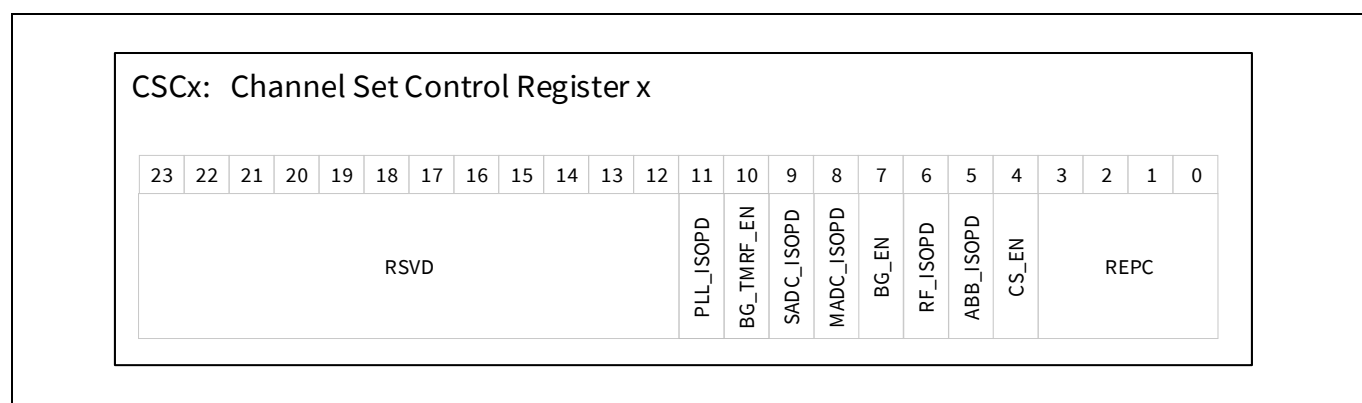 CSCx: Channel Set Control Register x
23 22 21 20 19 18 17 16 15 14 13 12 11 10 9 8 7 6 5 4 3 2 1 0
RSVD
PLL_ISOPD
BG_TMRF_EN
SADC_ISOPD
MADC_ISOPD
BG_EN
RF_ISOPD
ABB_ISOPD
CS_EN
REPC